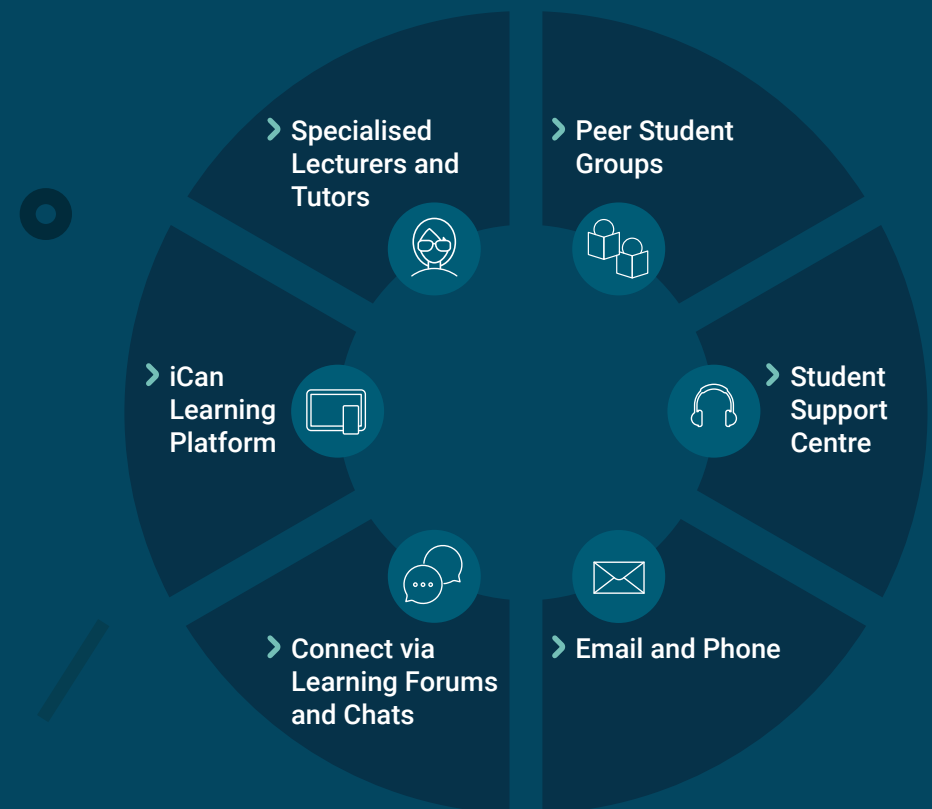 Specialised
Lecturers and
Tutors
Peer Student
Groups
iCan
Learning
Platform
Student
Support
Centre
Connect via
Learning Forums
and Chats
Email and Phone